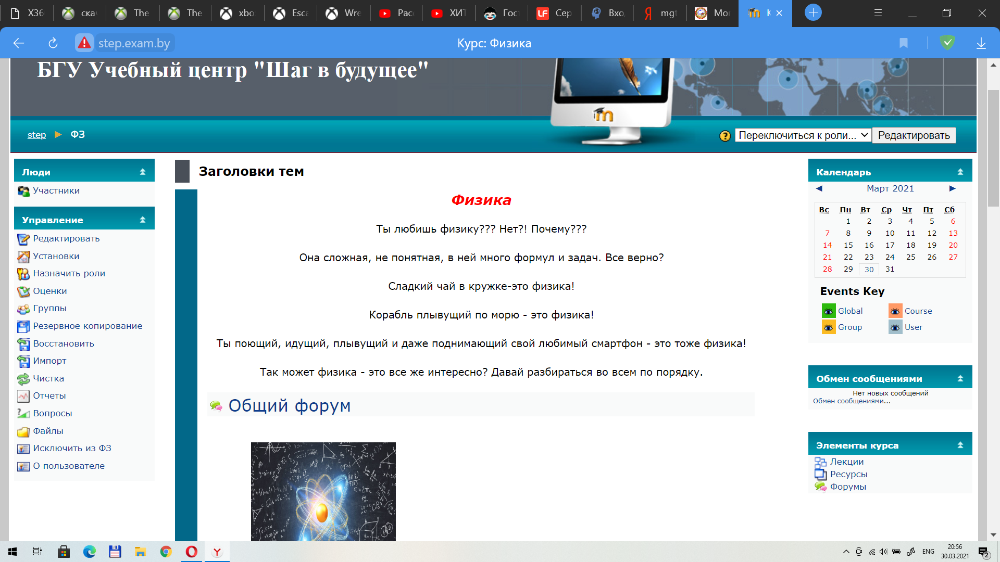 X36
ска
The
The
xbo
Esca
Wre
Расс
ХИТ
Гост
LF
Сер
Вхо
Я
mgt
Мо
К
step.exam.by
Курс: Физика
БГУ Учебный центр "Шаг в будущее"
step ► ФЗ
Переключиться к роли...
Редактировать
Люди
Участники
Управление
Редактировать
Установки
Назначить роли
Оценки
Группы
Резервное копирование
Восстановить
Импорт
Чистка
Отчеты
Вопросы
Файлы
Исключить из ФЗ
О пользователе
Заголовки тем
Физика
Ты любишь физику??? Нет?! Почему???
Она сложная, не понятная, в ней много формул и задач. Все верно?
Сладкий чай в кружке-это физика!
Корабль плывущий по морю - это физика!
Ты поющий, идущий, плывущий и даже поднимающий свой любимый смартфон - это тоже физика!
Так может физика - это все же интересно? Давай разбираться во всем по порядку.
Общий форум
Календарь
◄ Март 2021 ►
Вс Пн Вт Ср Чт Пт Сб
1 2 3 4 5 6
7 8 9 10 11 12 13
14 15 16 17 18 19 20
21 22 23 24 25 26 27
28 29 30 31
Events Key
Global Course
Group User
Обмен сообщениями
Нет новых сообщений
Обмен сообщениями...
Элементы курса
Лекции
Ресурсы
Форумы
ENG
20:56
30.03.2021
2